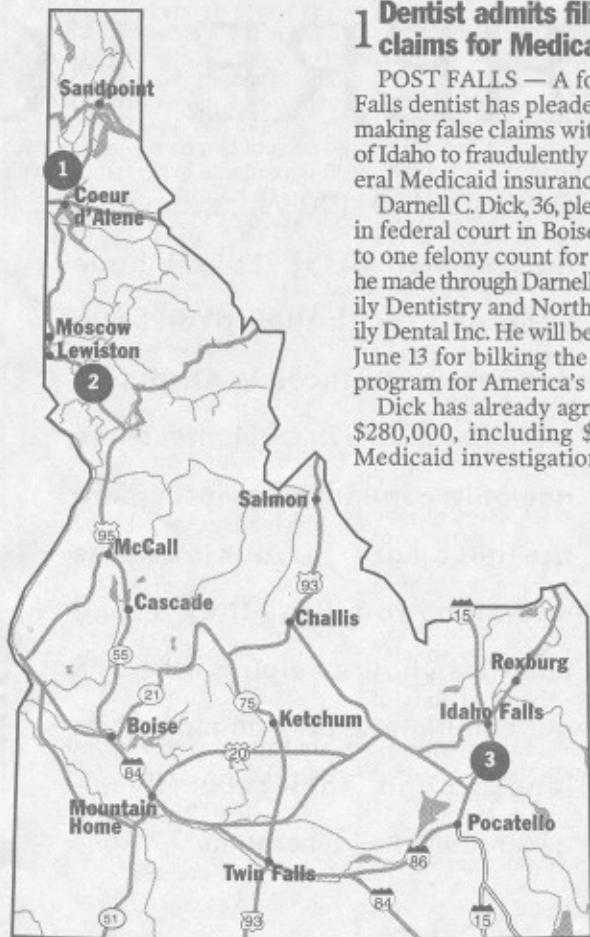 1 Dentist admits fil
claims for Medica
POST FALLS — A fo
Falls dentist has pleade
making false claims wit
of Idaho to fraudulently
eral Medicaid insuranc
Darnell C. Dick, 36, ple
in federal court in Boise
to one felony count for
he made through Darnell
ily Dentistry and North
ily Dental Inc. He will be
June 13 for bilking the
program for America's
Dick has already agr
$280,000, including $
Medicaid investigation
Sandpoint
1
Coeur
d'Alene
Moscow
Lewiston
2
Salmon
95
McCall
93
Cascade
Challis
15
55
Rexburg
21
75
Idaho Falls
Boise
Ketchum
20
3
84
Mountain
Home
Pocatello
86
Twin Falls
84
51
93
15